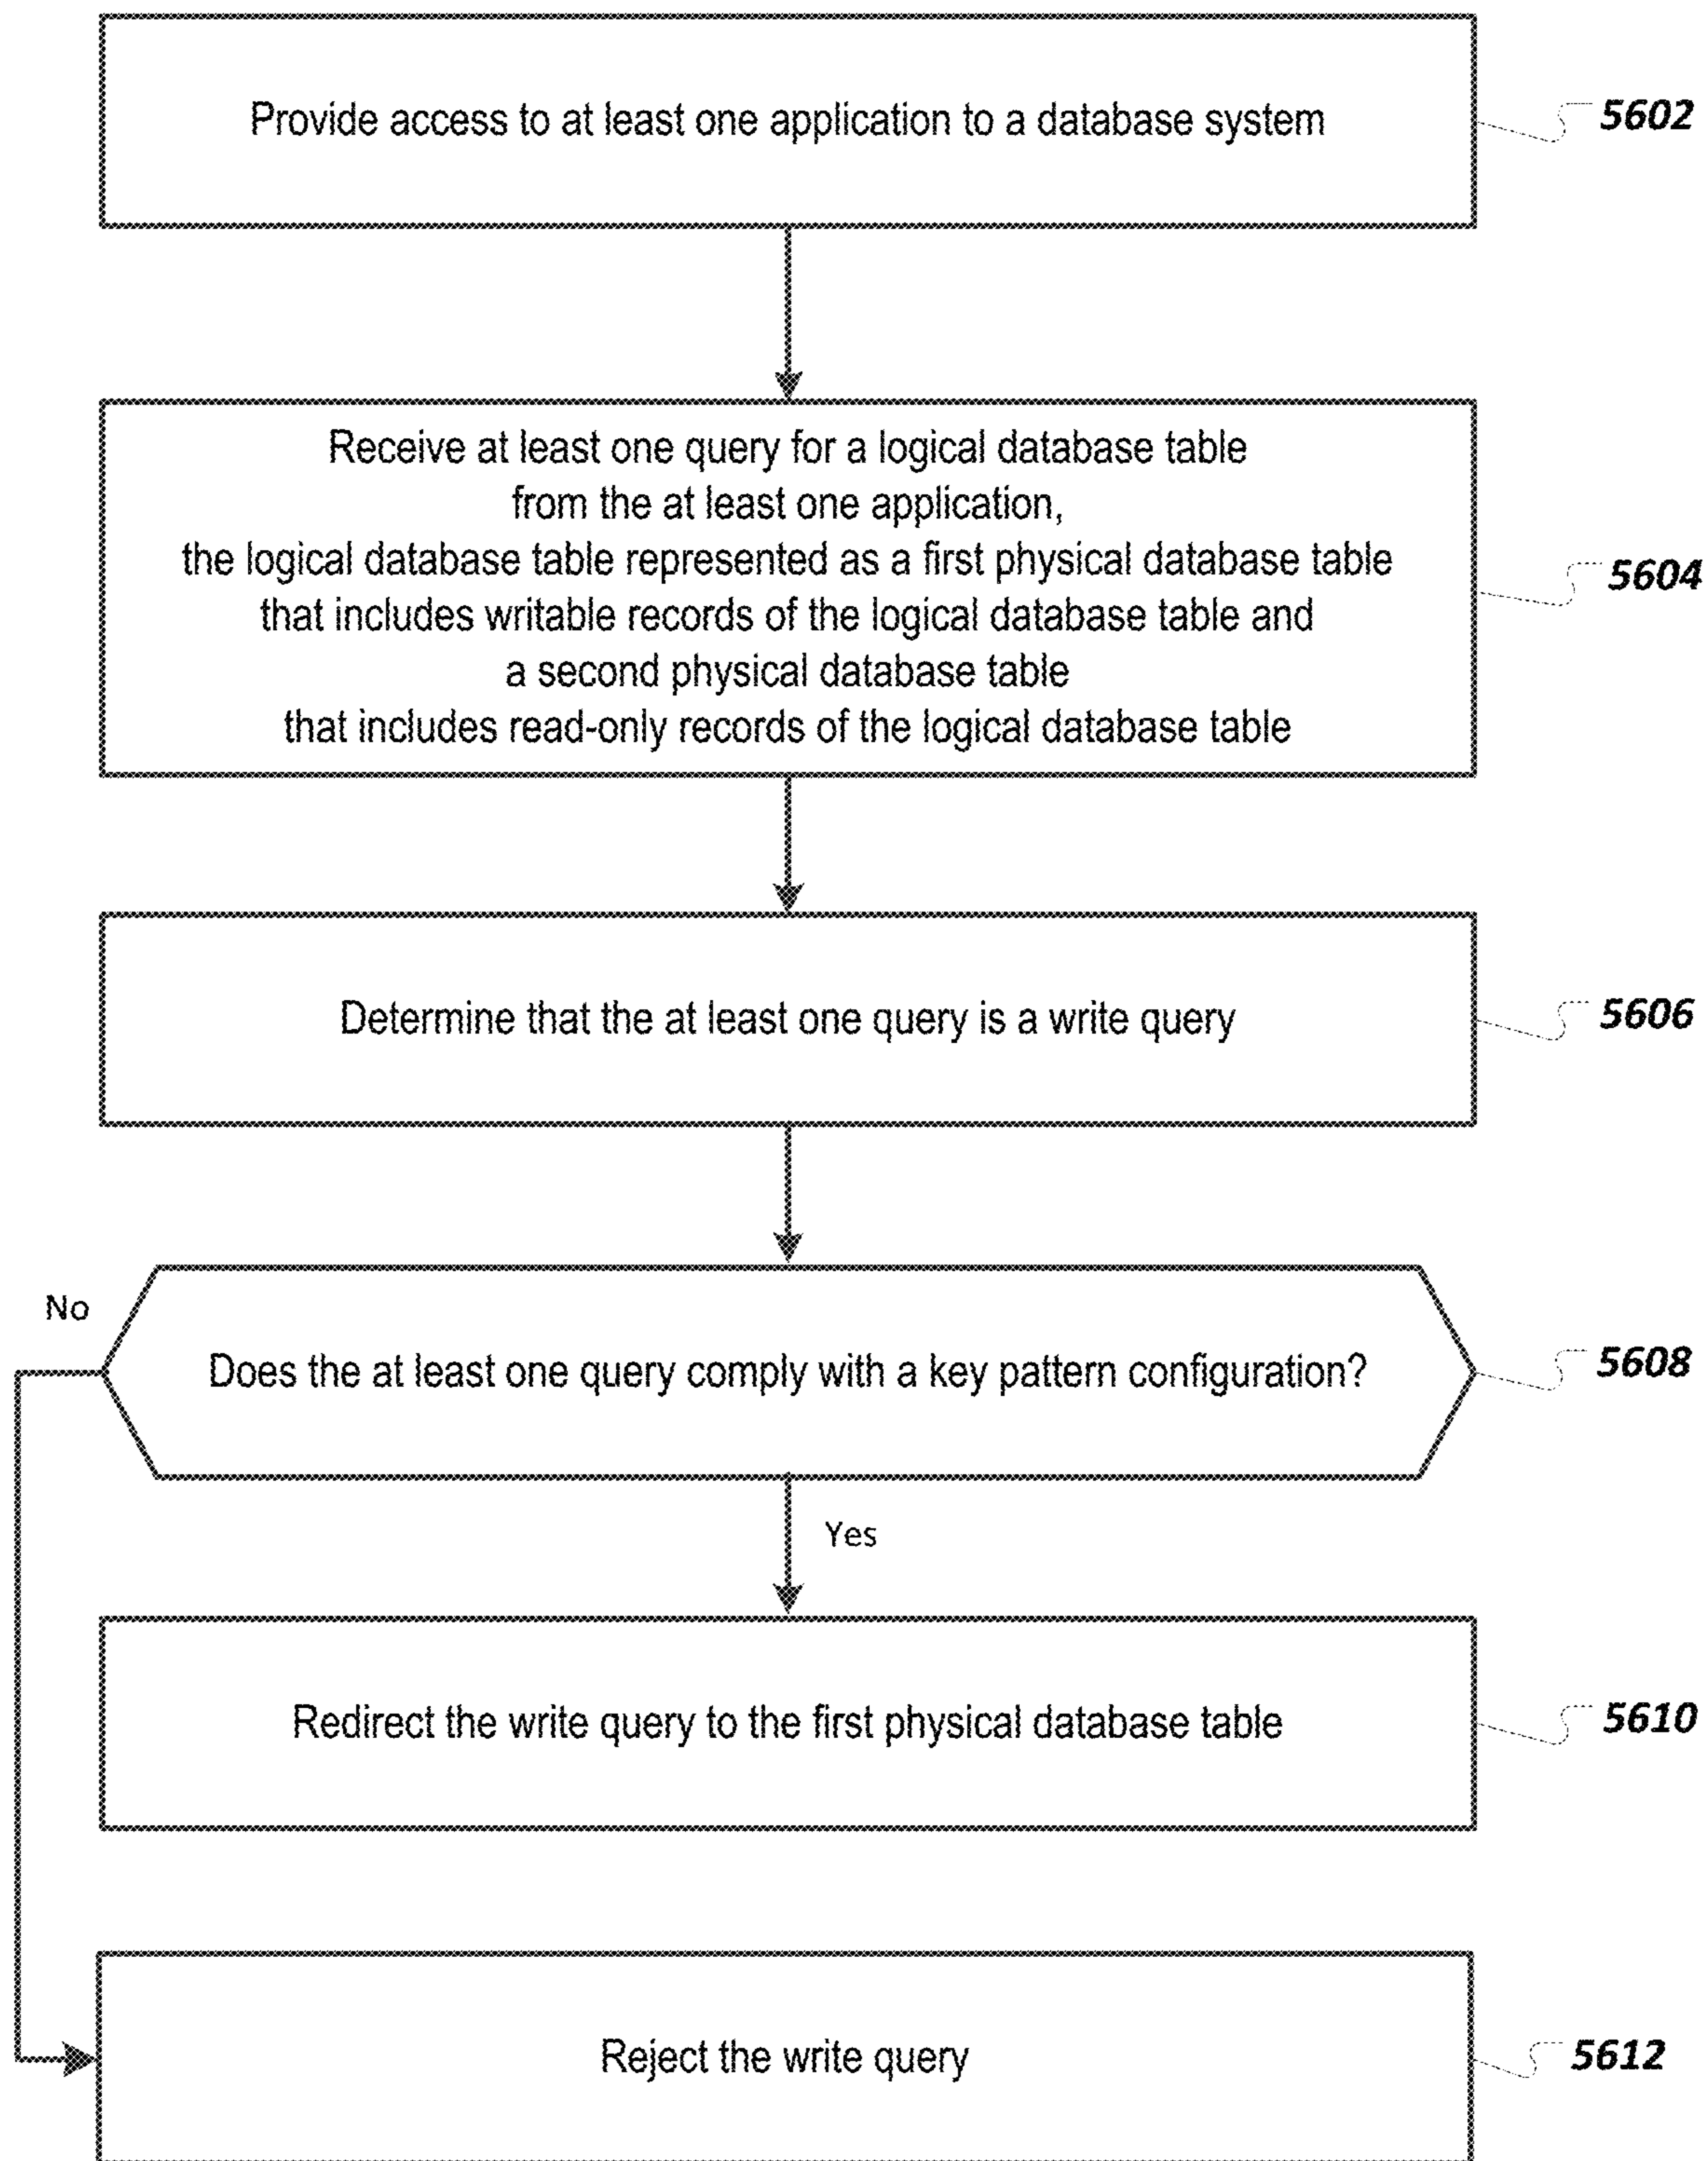 Provide access to at least one application to a database system
5602
Receive at least one query for a logical database table
from the at least one application,
the logical database table represented as a first physical database table
that includes writable records of the logical database table and
a second physical database table
that includes read-only records of the logical database table
5604
Determine that the at least one query is a write query
5606
No
Does the at least one query comply with a key pattern configuration?
5608
Yes
Redirect the write query to the first physical database table
5610
Reject the write query
5612